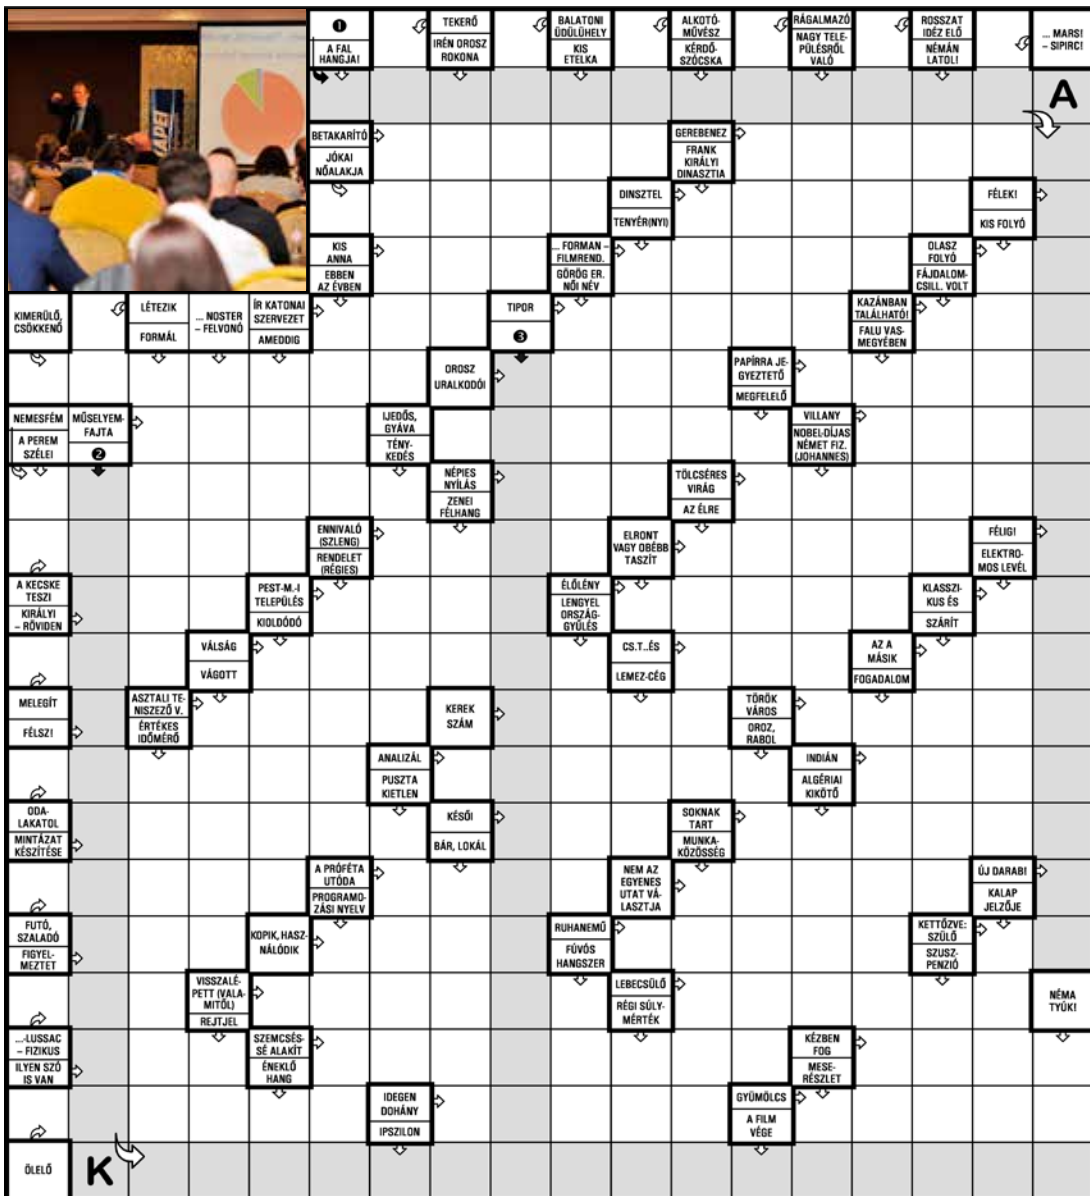 ❶
A FAL
HANGJA!
TEKERŐ
IRÉN OROSZ
ROKONA
BALATONI
ÜDÜLŐHELY
KIS
ETELKA
ALKOTÓ-
MŰVÉSZ
KÉRDŐ-
SZÓCSKA
RÁGALMAZÓ
NAGY TELE-
PÜLÉSRŐL
VALÓ
ROSSZAT
IDÉZ ELŐ
NÉMÁN
LATOL!
... MARS!
– SIPIRC!
A
BETAKARÍTÓ
JÓKAI
NŐALAKJA
GEREBENEZ
FRANK
KIRÁLYI
DINASZTIA
DINSZTEL
TENYÉR(NYI)
FÉLEK!
KIS FOLYÓ
KIS
ANNA
EBBEN
AZ ÉVBEN
... FORMAN –
FILMREND.
GÖRÖG ER.
NŐI NÉV
OLASZ
FOLYÓ
FÁJDALOM-
CSILL. VOLT
KIMERÜLŐ,
CSÖKKENŐ
LÉTEZIK
FORMÁL
... NOSTER
– FELVONÓ
ÍR KATONAI
SZERVEZET
AMEDDIG
TIPOR
❸
KAZÁNBAN
TALÁLHATÓ!
FALU VAS-
MEGYÉBEN
OROSZ
URALKODÓI
PAPÍRRA JE-
GYEZTETŐ
MEGFELELŐ
NEMESFÉM
A PEREM
SZÉLEI
MŰSELYEM-
FAJTA
❷
IJEDŐS,
GYÁVA
TÉNY-
KEDÉS
VILLANY
NOBEL-DÍJAS
NÉMET FIZ.
(JOHANNES)
NÉPIES
NYÍLÁS
ZENEI
FÉLHANG
TÖLCSÉRES
VIRÁG
AZ ÉLRE
ENNIVALÓ
(SZLENG)
RENDELET
(RÉGIES)
ELRONT
VAGY OBÉBB
TASZÍT
FÉLIG!
ELEKTRO-
MOS LEVÉL
A KECSKE
TESZI
KIRÁLYI
– RÖVIDEN
PEST-M.-I
TELEPÜLÉS
KIOLDÓDÓ
ÉLŐLÉNY
LENGYEL
ORSZÁG-
GYŰLÉS
KLASSZI-
KUS ÉS
SZÁRÍT
VÁLSÁG
VÁGOTT
CS.T..ÉS
LEMEZ-CÉG
AZ A
MÁSIK
FOGADALOM
MELEGÍT
FÉLSZ!
ASZTALI TE-
NISZEZŐ V.
ÉRTÉKES
IDŐMÉRŐ
KEREK
SZÁM
TÖRÖK
VÁROS
OROZ,
RABOL
ANALIZÁL
PUSZTA
KIETLEN
INDIÁN
ALGÉRIAI
KIKÖTŐ
ODA-
LAKATOL
MINTÁZAT
KÉSZÍTÉSE
KÉSŐI
BÁR, LOKÁL
SOKNAK
TART
MUNKA-
KÖZÖSSÉG
A PRÓFÉTA
UTÓDA
PROGRAMO-
ZÁSI NYELV
NEM AZ
EGYENES
UTAT VÁ-
LASZTJA
ÚJ DARAB!
KALAP
JELZŐJE
FUTÓ,
SZALADÓ
FIGYEL-
MEZTET
KOPIK, HASZ-
NÁLÓDIK
RUHANEMŰ
FÚVÓS
HANGSZER
KETTŐZVE:
SZÜLŐ
SZUSZ-
PENZIÓ
VISSZALÉ-
PETT (VALA-
MITŐL)
REJTJEL
LEBECSÜLŐ
RÉGI SÚLY-
MÉRTÉK
NÉMA
TYÚK!
...-LUSSAC
– FIZIKUS
ILYEN SZÓ
IS VAN
SZEMCSÉS-
SÉ ALAKÍT
ÉNEKLŐ
HANG
KÉZBEN
FOG
MESE-
RÉSZLET
IDEGEN
DOHÁNY
IPSZILON
GYÜMÖLCS
A FILM
VÉGE
ÖLELŐ
K